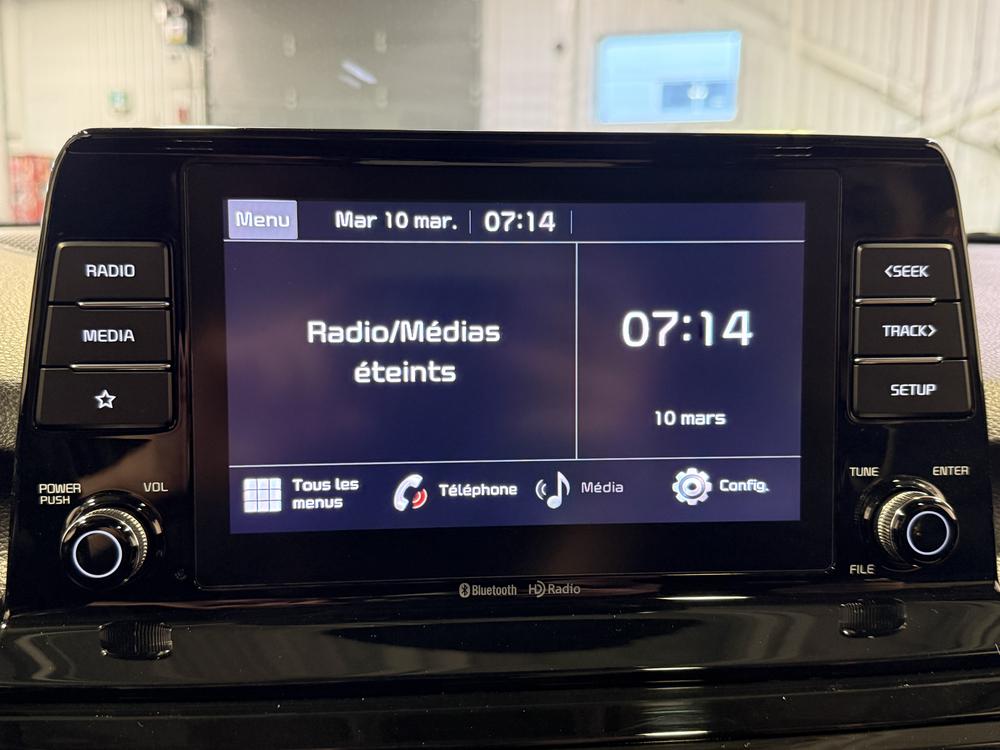 Menu Mar 10 mar. 07:14
RADIO
MEDIA
<SEEK
TRACK>
SETUP
Radio/Médias
éteints
07:14
10 mars
Tous les
menus
Téléphone
Média
Config.
POWER
PUSH
VOL
TUNE
ENTER
FILE
Bluetooth HD Radio